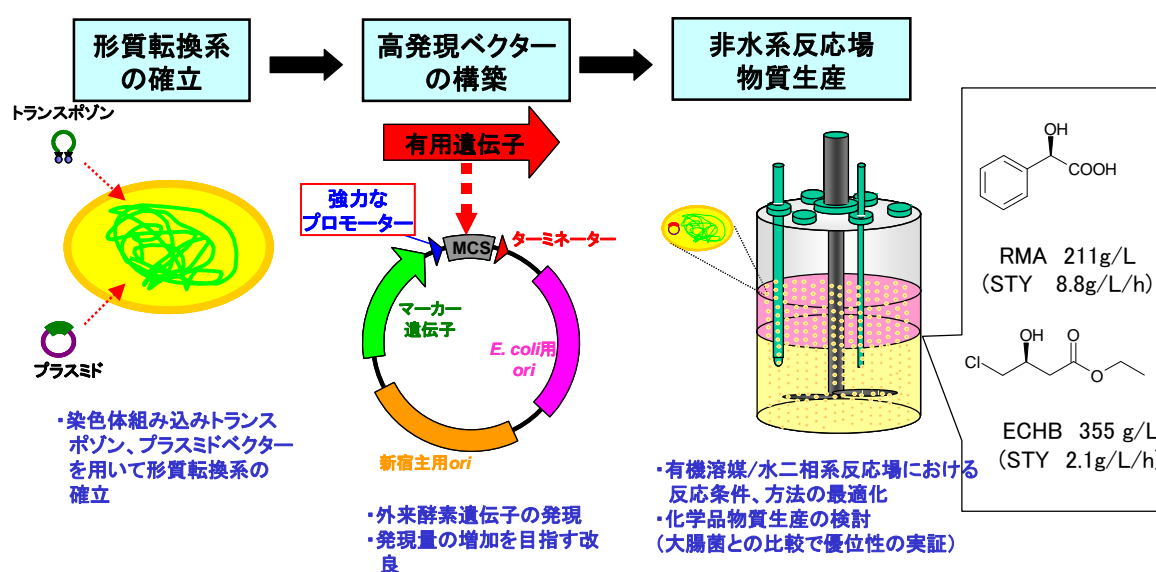 形質転換系
の確立
高発現ベクター
の構築
非水系反応場
物質生産
トランスポゾン
プラスミド
・染色体組み込みトランス
ポゾン、プラスミドベクター
を用いて形質転換系の
確立
有用遺伝子
強力な
プロモーター
MCS
ターミネーター
マーカー
遺伝子
E. coli用
ori
新宿主用ori
・外来酵素遺伝子の発現
・発現量の増加を目指す改
良
・有機溶媒/水二相系反応場における
反応条件、方法の最適化
・化学品物質生産の検討
(大腸菌との比較で優位性の実証)
OH
COOH
RMA 211g/L
(STY 8.8g/L/h)
OH
O
Cl
O
ECHB 355 g/L
(STY 2.1g/L/h)